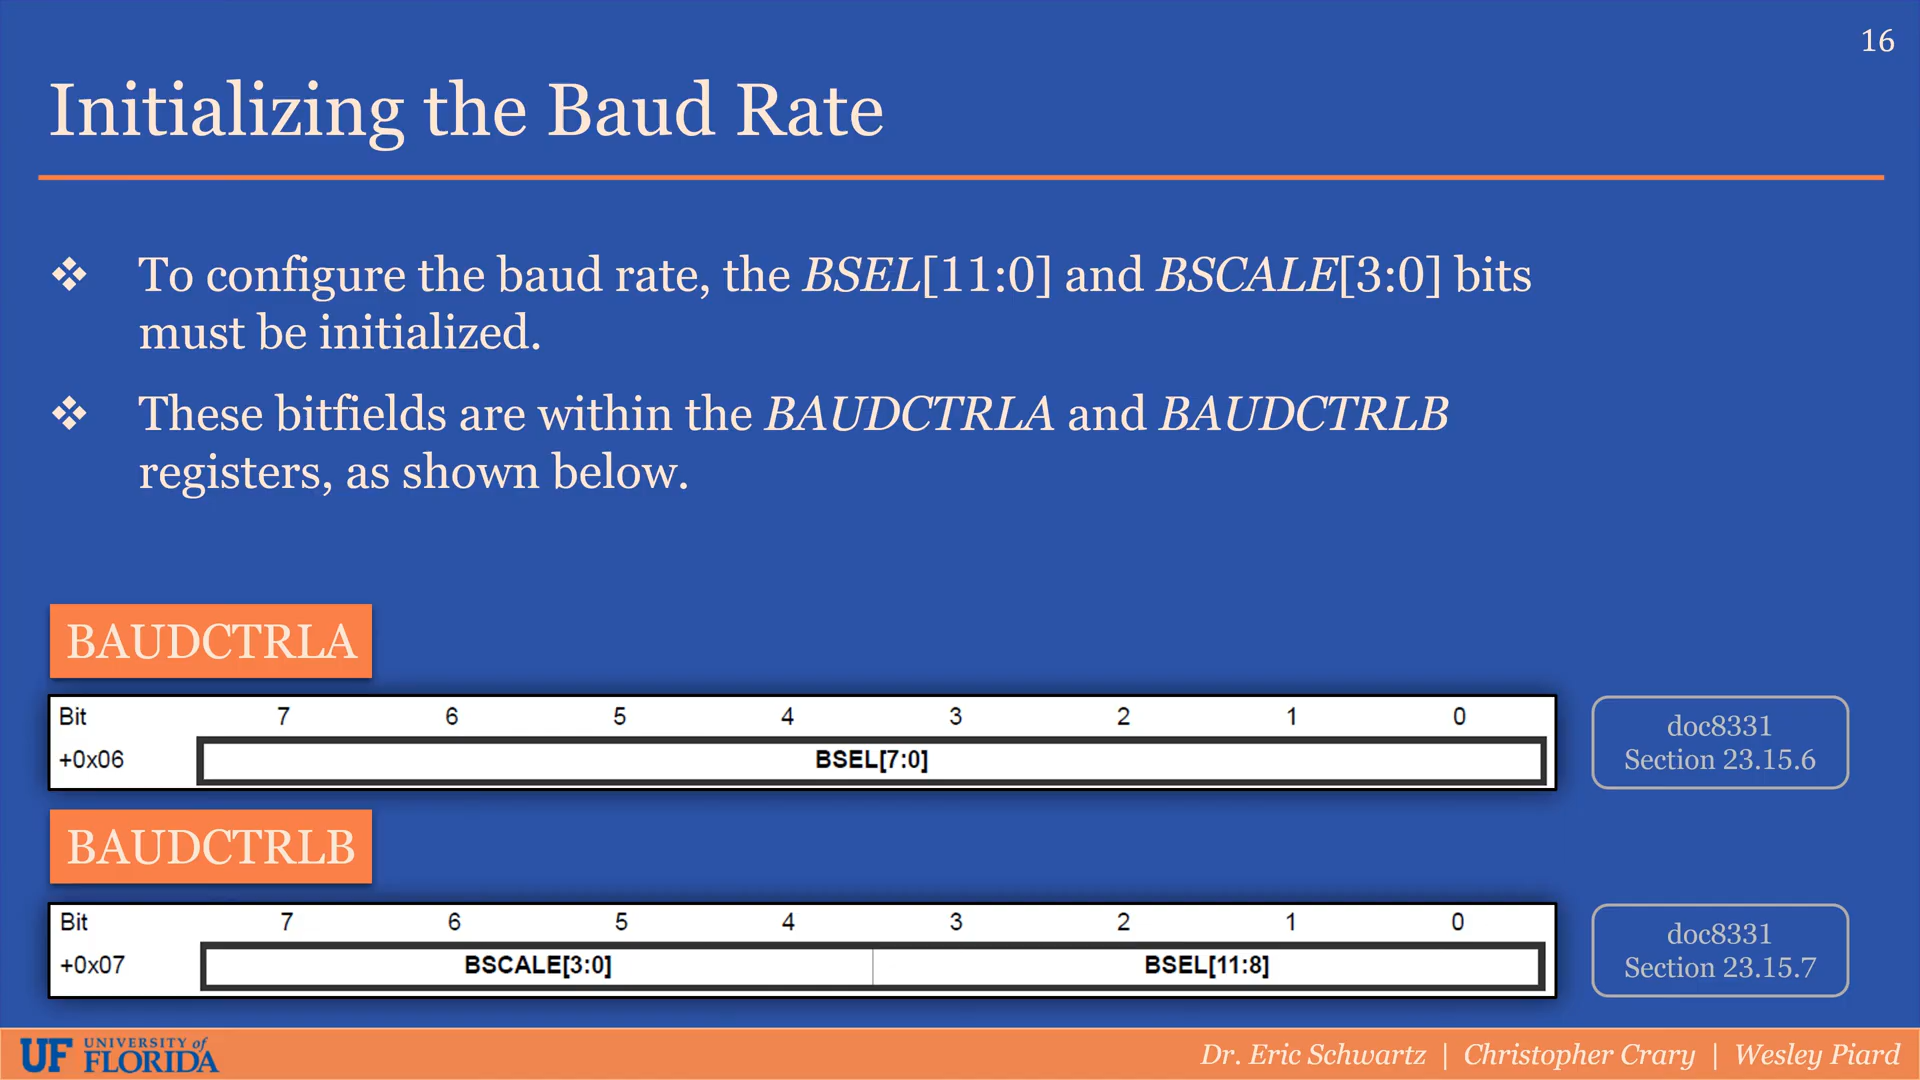 16
Initializing the Baud Rate
❖ To configure the baud rate, the BSEL[11:0] and BSCALE[3:0] bits
must be initialized.
❖ These bitfields are within the BAUDCTRLA and BAUDCTRLB
registers, as shown below.
BAUDCTRLA
Bit 7 6 5 4 3 2 1 0
+0x06 BSEL[7:0]
doc8331
Section 23.15.6
BAUDCTRLB
Bit 7 6 5 4 3 2 1 0
+0x07 BSCALE[3:0] BSEL[11:8]
doc8331
Section 23.15.7
UF UNIVERSITY of
FLORIDA
Dr. Eric Schwartz | Christopher Crary | Wesley Piard